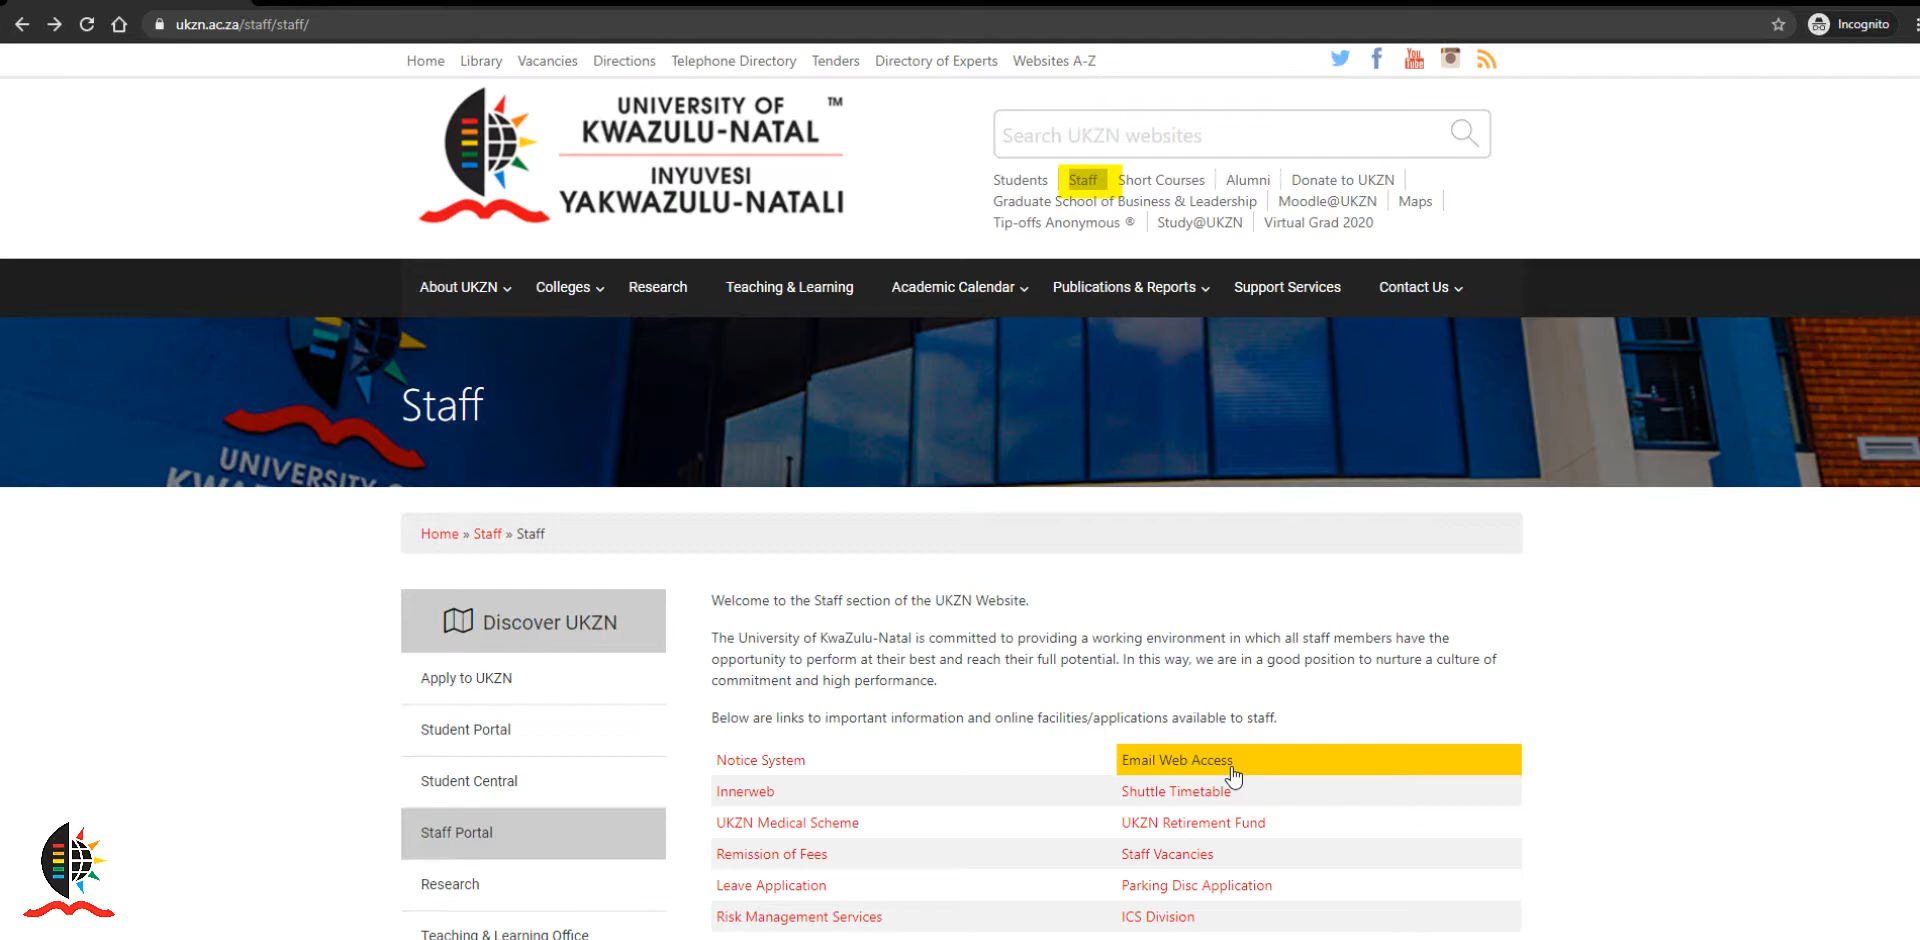 ukzn.ac.za/staff/staff/
Incognito
Home Library Vacancies Directions Telephone Directory Tenders Directory of Experts Websites A-Z
You Tube
UNIVERSITY OF TM
KWAZULU-NATAL
INYUVESI
YAKWAZULU-NATALI
Search UKZN websites
Students Staff Short Courses Alumni Donate to UKZN
Graduate School of Business & Leadership Moodle@UKZN Maps
Tip-offs Anonymous ® Study@UKZN Virtual Grad 2020
About UKZN Colleges Research Teaching & Learning Academic Calendar Publications & Reports Support Services Contact Us
Staff
UNIVERSITY O
Home » Staff » Staff
Discover UKZN
Apply to UKZN
Student Portal
Student Central
Staff Portal
Research
Teaching & Learning Office
Welcome to the Staff section of the UKZN Website.
The University of KwaZulu-Natal is committed to providing a working environment in which all staff members have the
opportunity to perform at their best and reach their full potential. In this way, we are in a good position to nurture a culture of
commitment and high performance.
Below are links to important information and online facilities/applications available to staff.
Notice System Email Web Access
Innerweb Shuttle Timetable
UKZN Medical Scheme UKZN Retirement Fund
Remission of Fees Staff Vacancies
Leave Application Parking Disc Application
Risk Management Services ICS Division